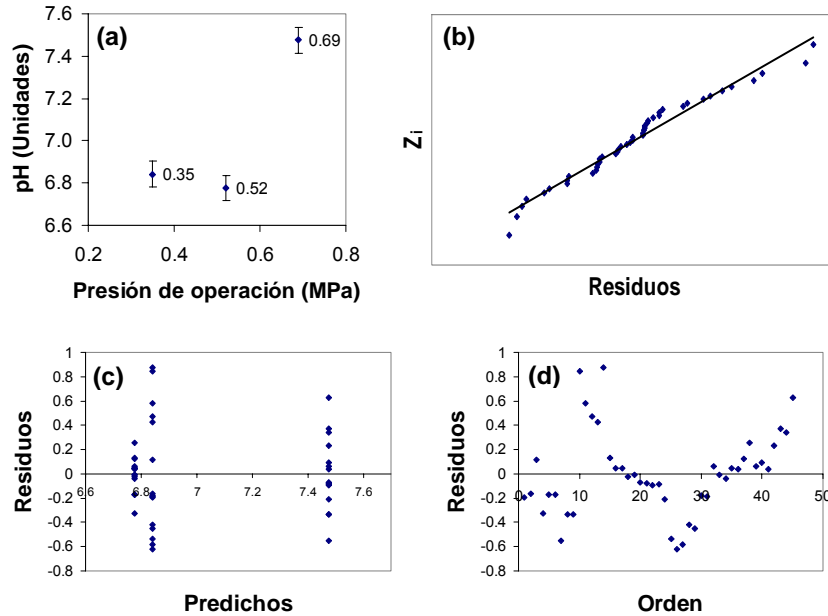 (a)
pH (Unidades)
7.6
7.4
7.2
7.0
6.8
6.6
0.69
0.35
0.52
0.2 0.4 0.6 0.8
Presión de operación (MPa)
(b)
Zi
Residuos
(c)
Residuos
1
0.8
0.6
0.4
0.2
0
-0.2
-0.4
-0.6
-0.8
6.6 6.8 7 7.2 7.4 7.6
Predichos
(d)
Residuos
1
0.8
0.6
0.4
0.2
0
-0.2
-0.4
-0.6
-0.8
0 10 20 30 40 50
Orden